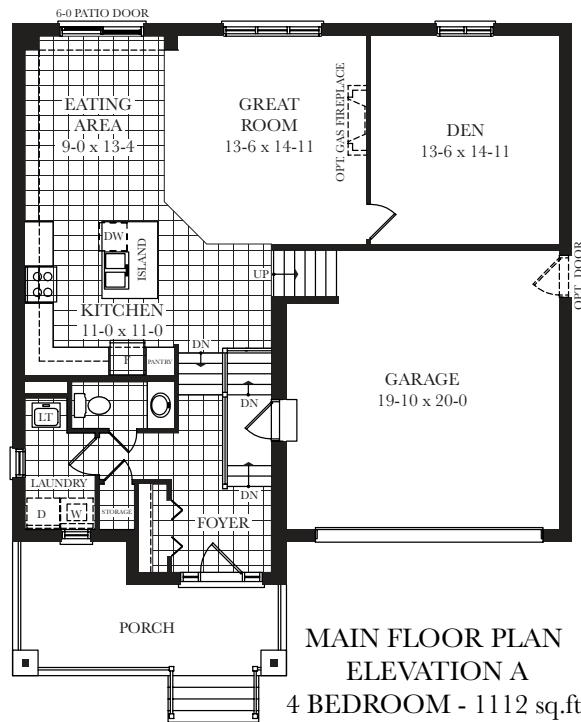 6-0 PATIO DOOR
EATING
AREA
9-0 x 13-4
GREAT
ROOM
13-6 x 14-11
OPT. GAS FIREPLACE
DEN
13-6 x 14-11
DW
ISLAND
UP
OPT. DOOR
KITCHEN
11-0 x 11-0
F
PANTRY
DN
DN
GARAGE
19-10 x 20-0
LT
LAUNDRY
D
W
STORAGE
DN
FOYER
PORCH
MAIN FLOOR PLAN
ELEVATION A
4 BEDROOM - 1112 sq.ft